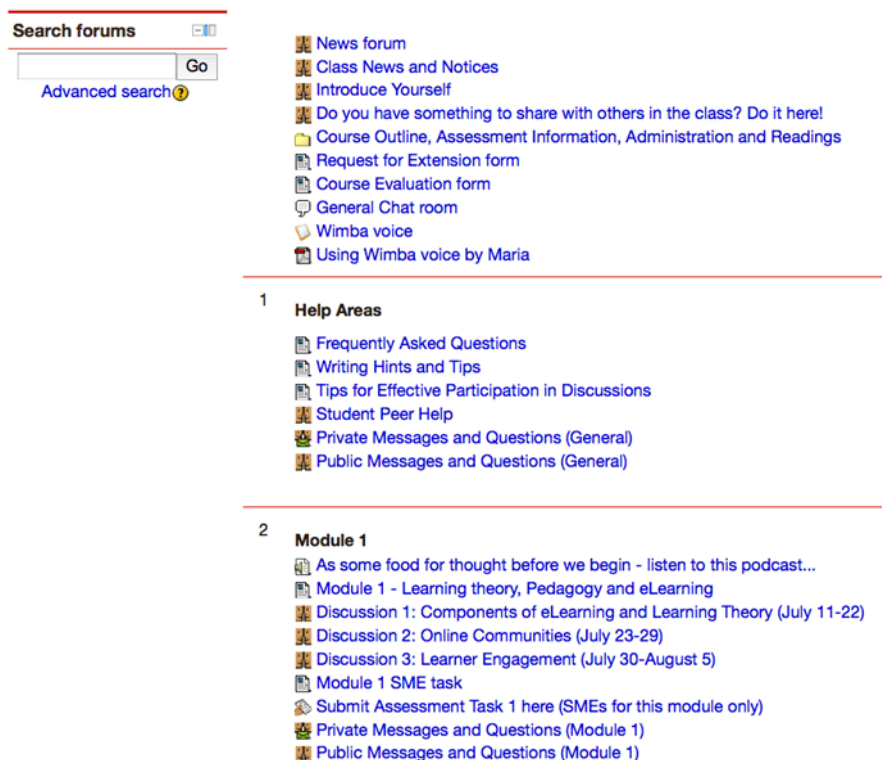 Search forums
Go
Advanced search
News forum
Class News and Notices
Introduce Yourself
Do you have something to share with others in the class? Do it here!
Course Outline, Assessment Information, Administration and Readings
Request for Extension form
Course Evaluation form
General Chat room
Wimba voice
Using Wimba voice by Maria
1
Help Areas
Frequently Asked Questions
Writing Hints and Tips
Tips for Effective Participation in Discussions
Student Peer Help
Private Messages and Questions (General)
Public Messages and Questions (General)
2
Module 1
As some food for thought before we begin - listen to this podcast...
Module 1 - Learning theory, Pedagogy and eLearning
Discussion 1: Components of eLearning and Learning Theory (July 11-22)
Discussion 2: Online Communities (July 23-29)
Discussion 3: Learner Engagement (July 30-August 5)
Module 1 SME task
Submit Assessment Task 1 here (SMEs for this module only)
Private Messages and Questions (Module 1)
Public Messages and Questions (Module 1)